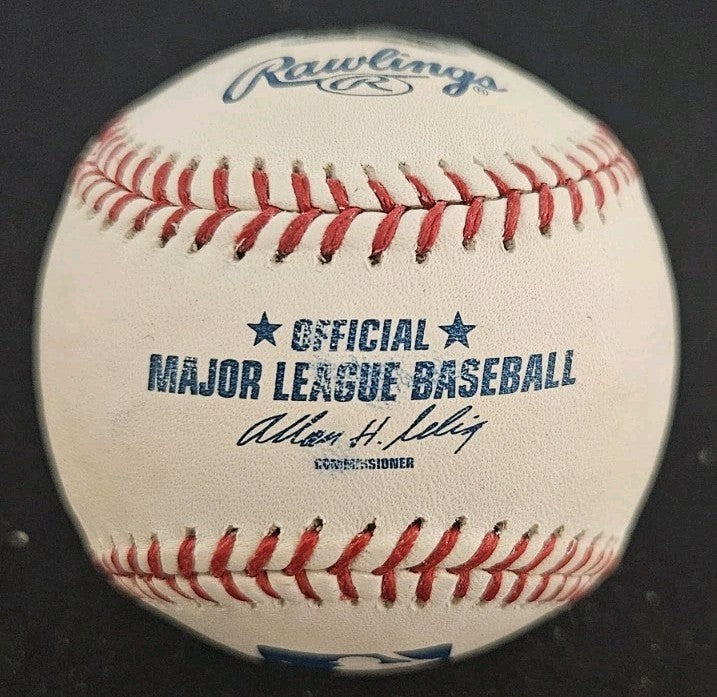 Rawlings ®
R
★ OFFICIAL ★
MAJOR LEAGUE BASEBALL
Allan H. Selig
COMMISSIONER